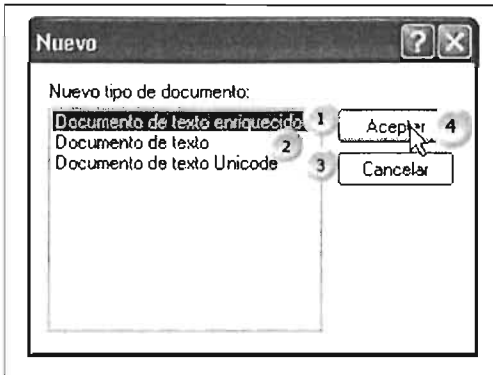 Nuevo
Nuevo tipo de documento:
Documento de texto enriquecido 1
Documento de texto 2
Documento de texto Unicode 3
Aceptar 4
Cancelar